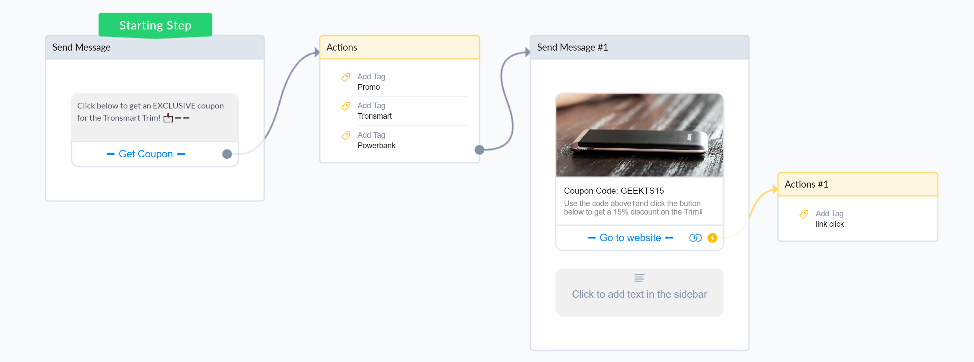 Starting Step
Send Message
Click below to get an EXCLUSIVE coupon
for the Tronsmart Trim! 📩 ➖ ➖
➖ Get Coupon ➖
Actions
Add Tag
Promo
Add Tag
Tronsmart
Add Tag
Powerbank
Send Message #1
Coupon Code: GEEKTS15
Use the code above⬆and click the button
below to get a 15% discount on the Trim⬇
➡ Go to website ⬅
Click to add text in the sidebar
Actions #1
Add Tag
link click